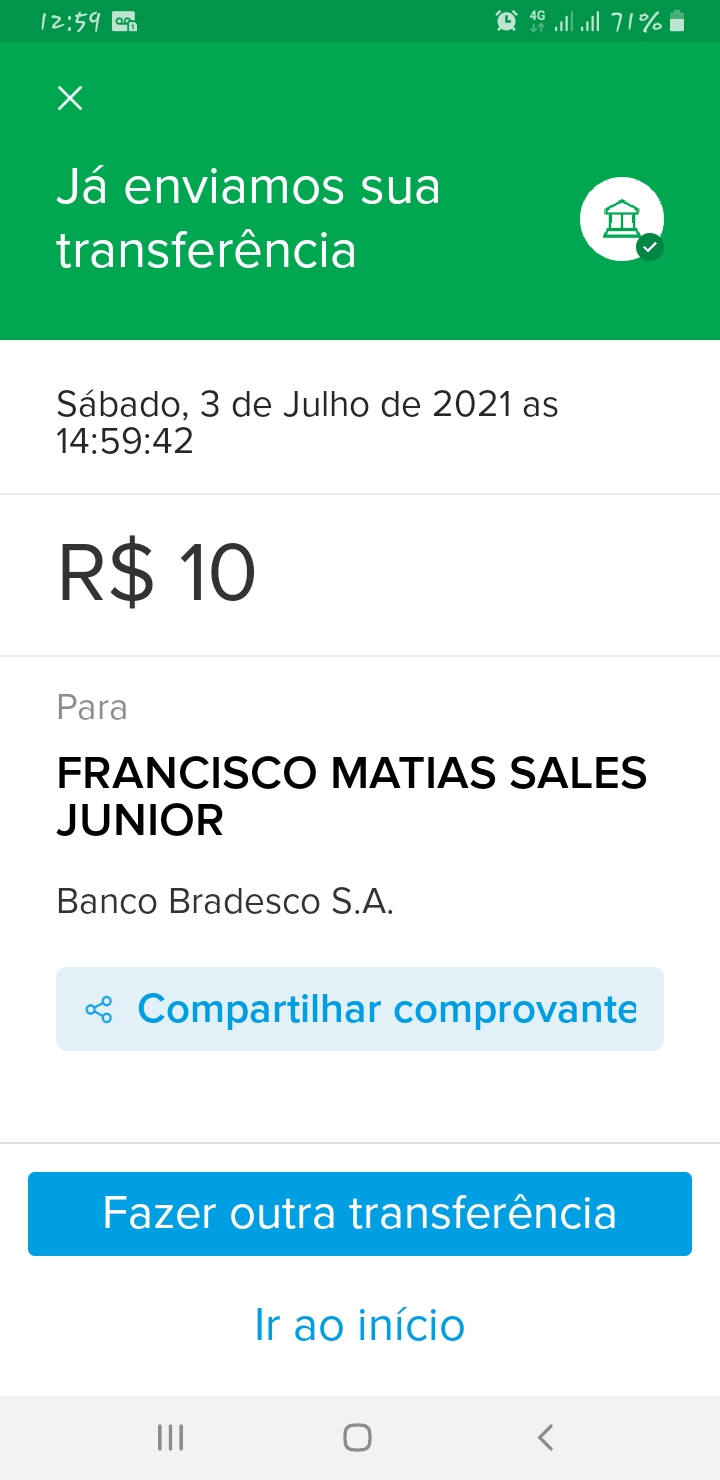 12:59
4G
71%
Já enviamos sua
transferência
Sábado, 3 de Julho de 2021 as
14:59:42
R$ 10
Para
FRANCISCO MATIAS SALES
JUNIOR
Banco Bradesco S.A.
Compartilhar comprovante
Fazer outra transferência
Ir ao início